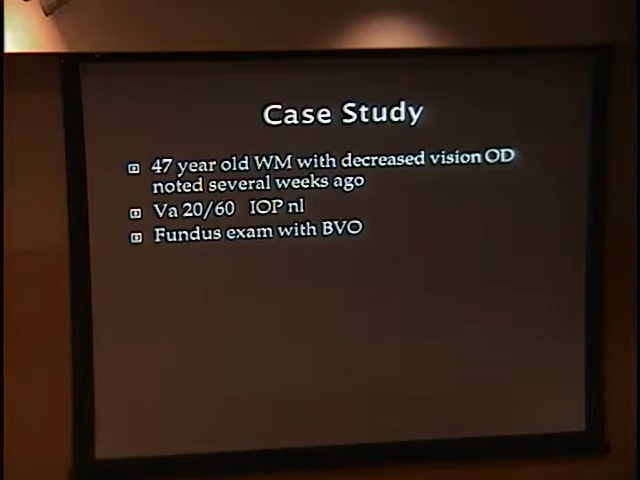 Case Study
47 year old WM with decreased vision OD
noted several weeks ago
Va 20/60 IOP nl
Fundus exam with BVO